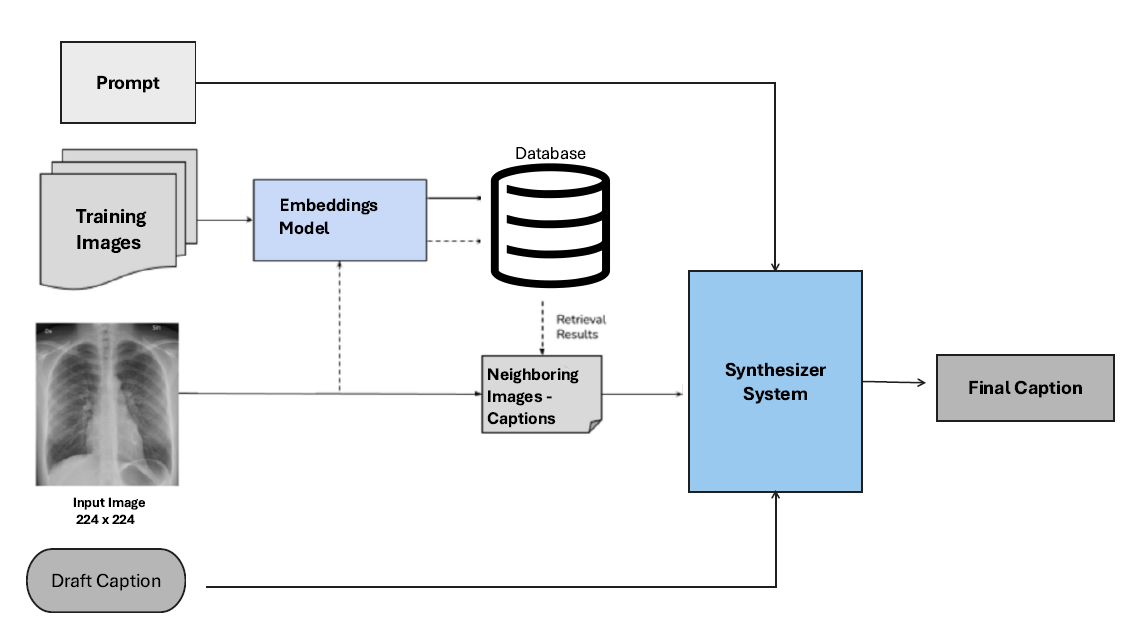 Prompt
Database
Training
Images
Embeddings
Model
Retrieval
Results
Neighboring
Images -
Captions
Synthesizer
System
Final Caption
Input Image
224 x 224
Draft Caption